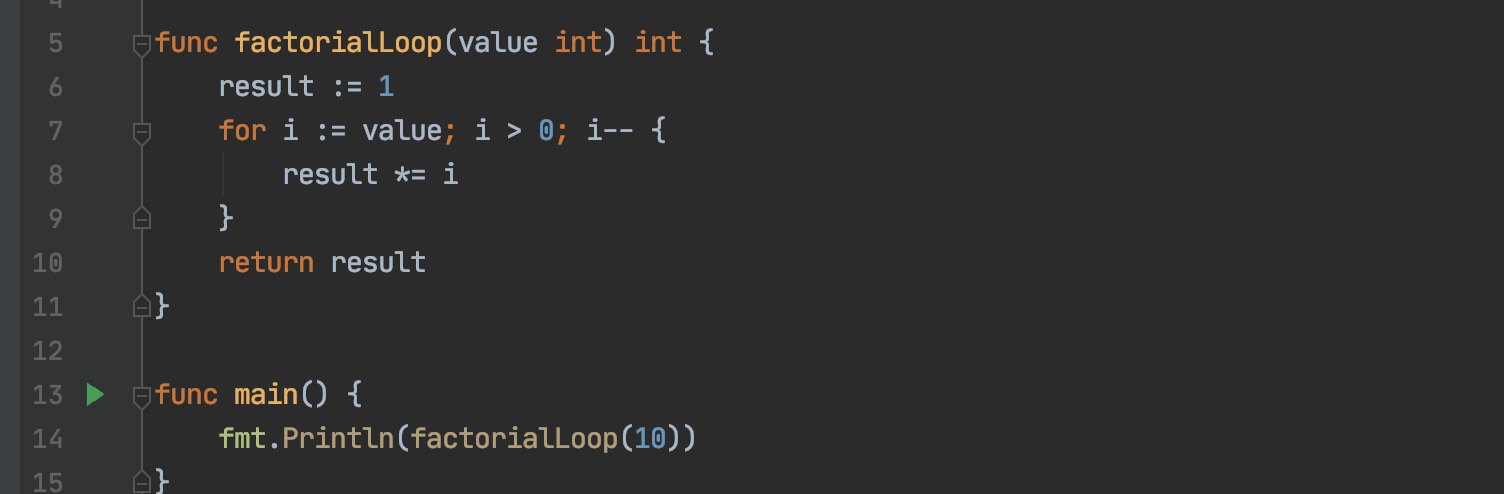 4
5 func factorialLoop(value int) int {
6     result := 1
7     for i := value; i > 0; i-- {
8         result *= i
9     }
10     return result
11 }
12
13 func main() {
14     fmt.Println(factorialLoop(10))
15 }